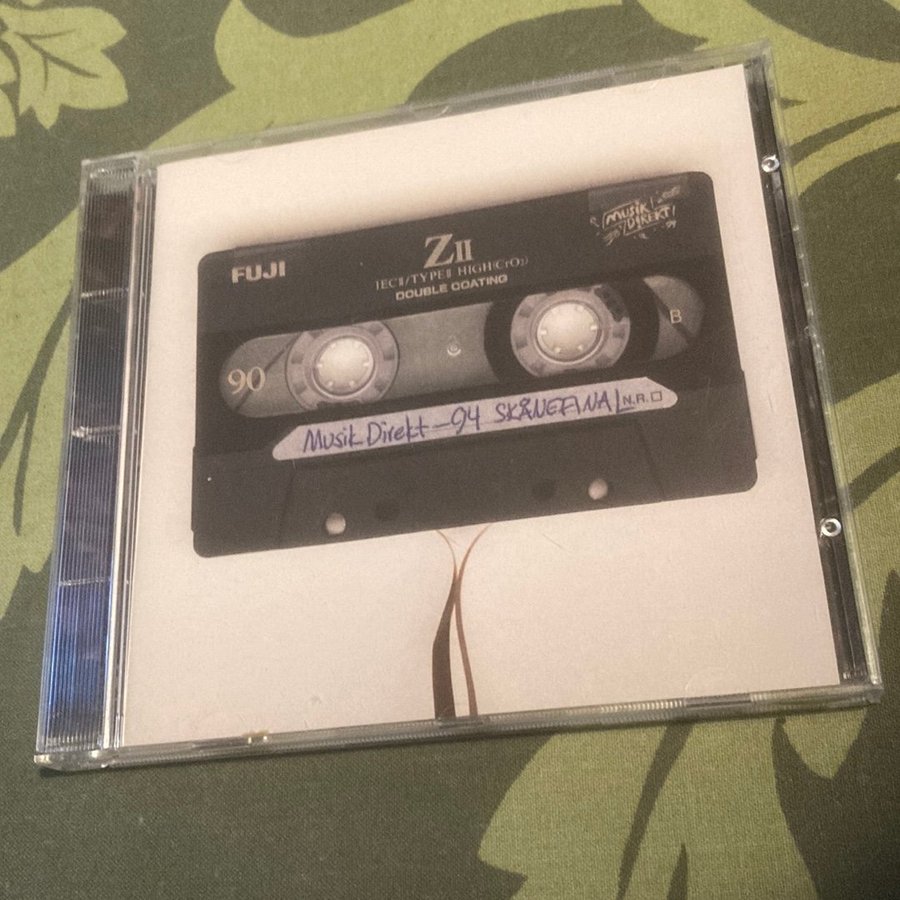 FUJI
ZII
IECII/TYPEII HIGH(CrO2)
DOUBLE COATING
MUSIK
DIREKT
90
B
Musik Direkt -94 SKÅNEFINAL
N.R.